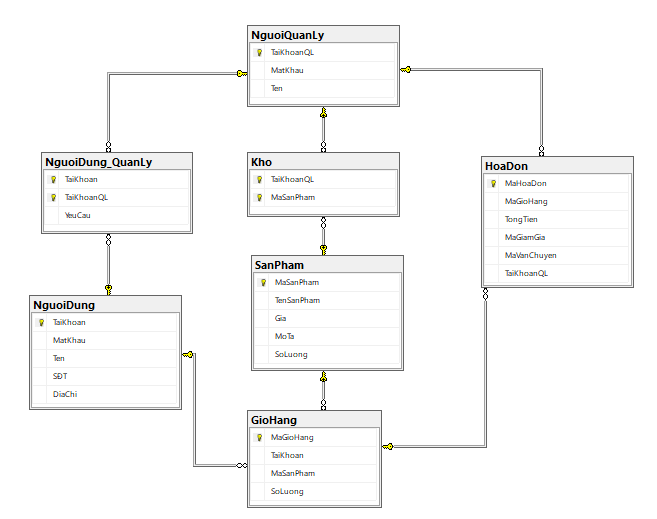 NguoiQuanLy
TaiKhoanQL
MatKhau
Ten
NguoiDung_QuanLy
TaiKhoan
TaiKhoanQL
YeuCau
Kho
TaiKhoanQL
MaSanPham
HoaDon
MaHoaDon
MaGioHang
TongTien
MaGiamGia
MaVanChuyen
TaiKhoanQL
SanPham
MaSanPham
TenSanPham
Gia
MoTa
SoLuong
NguoiDung
TaiKhoan
MatKhau
Ten
SĐT
DiaChi
GioHang
MaGioHang
TaiKhoan
MaSanPham
SoLuong